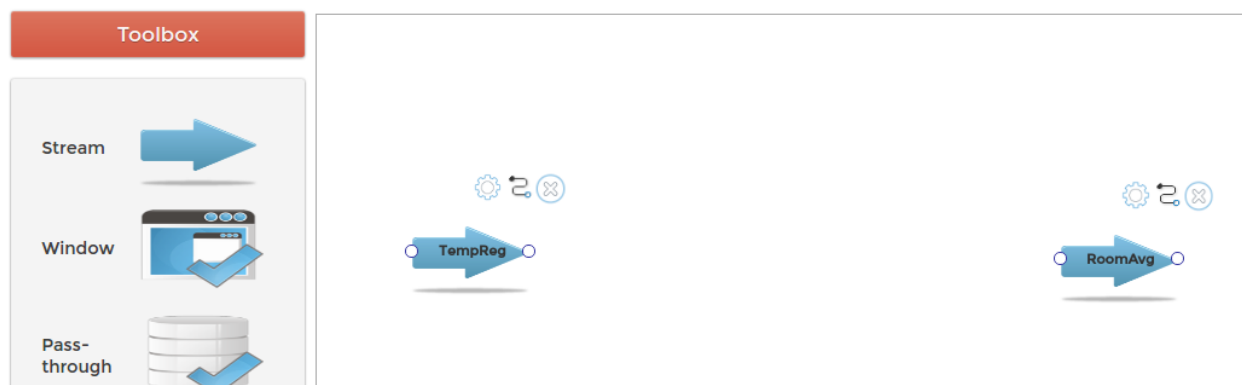 Toolbox
Stream
Window
Pass-
through
TempReg
RoomAvg